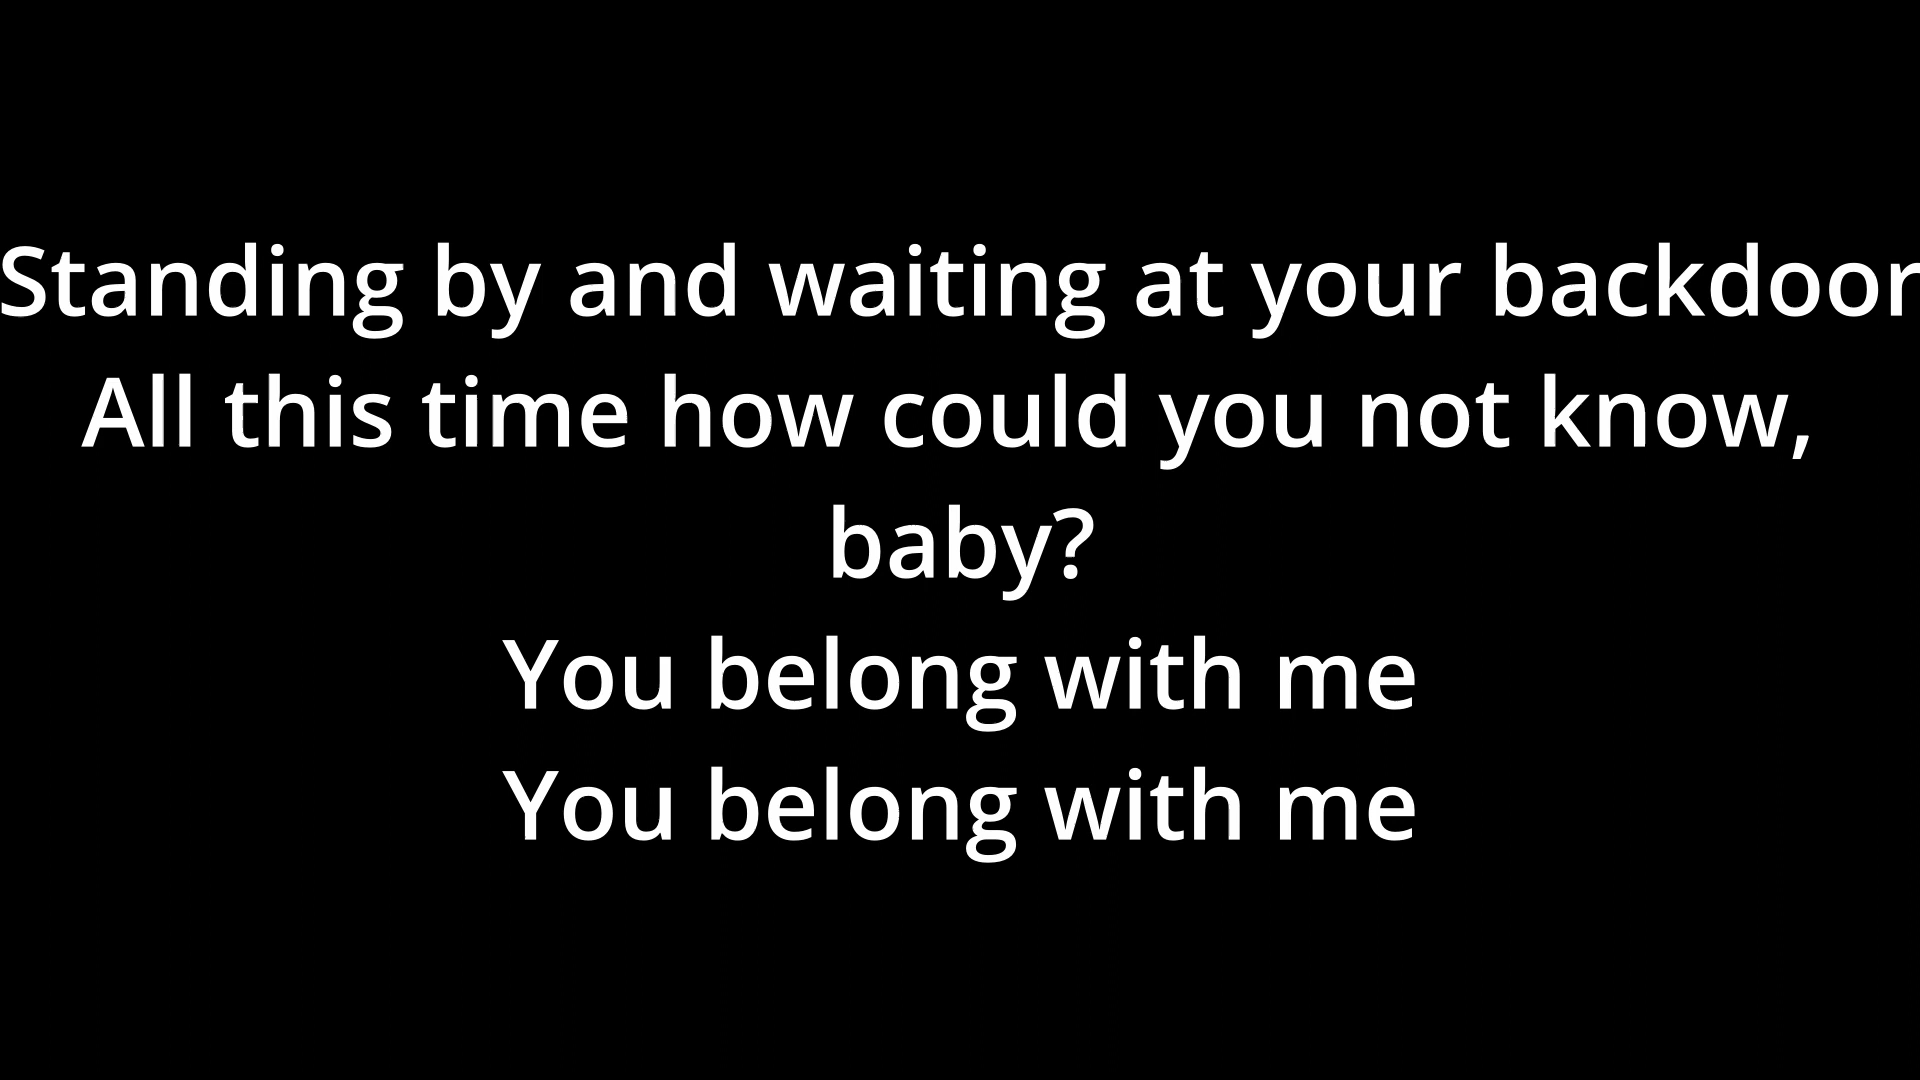 Standing by and waiting at your backdoor
All this time how could you not know,
baby?
You belong with me
You belong with me